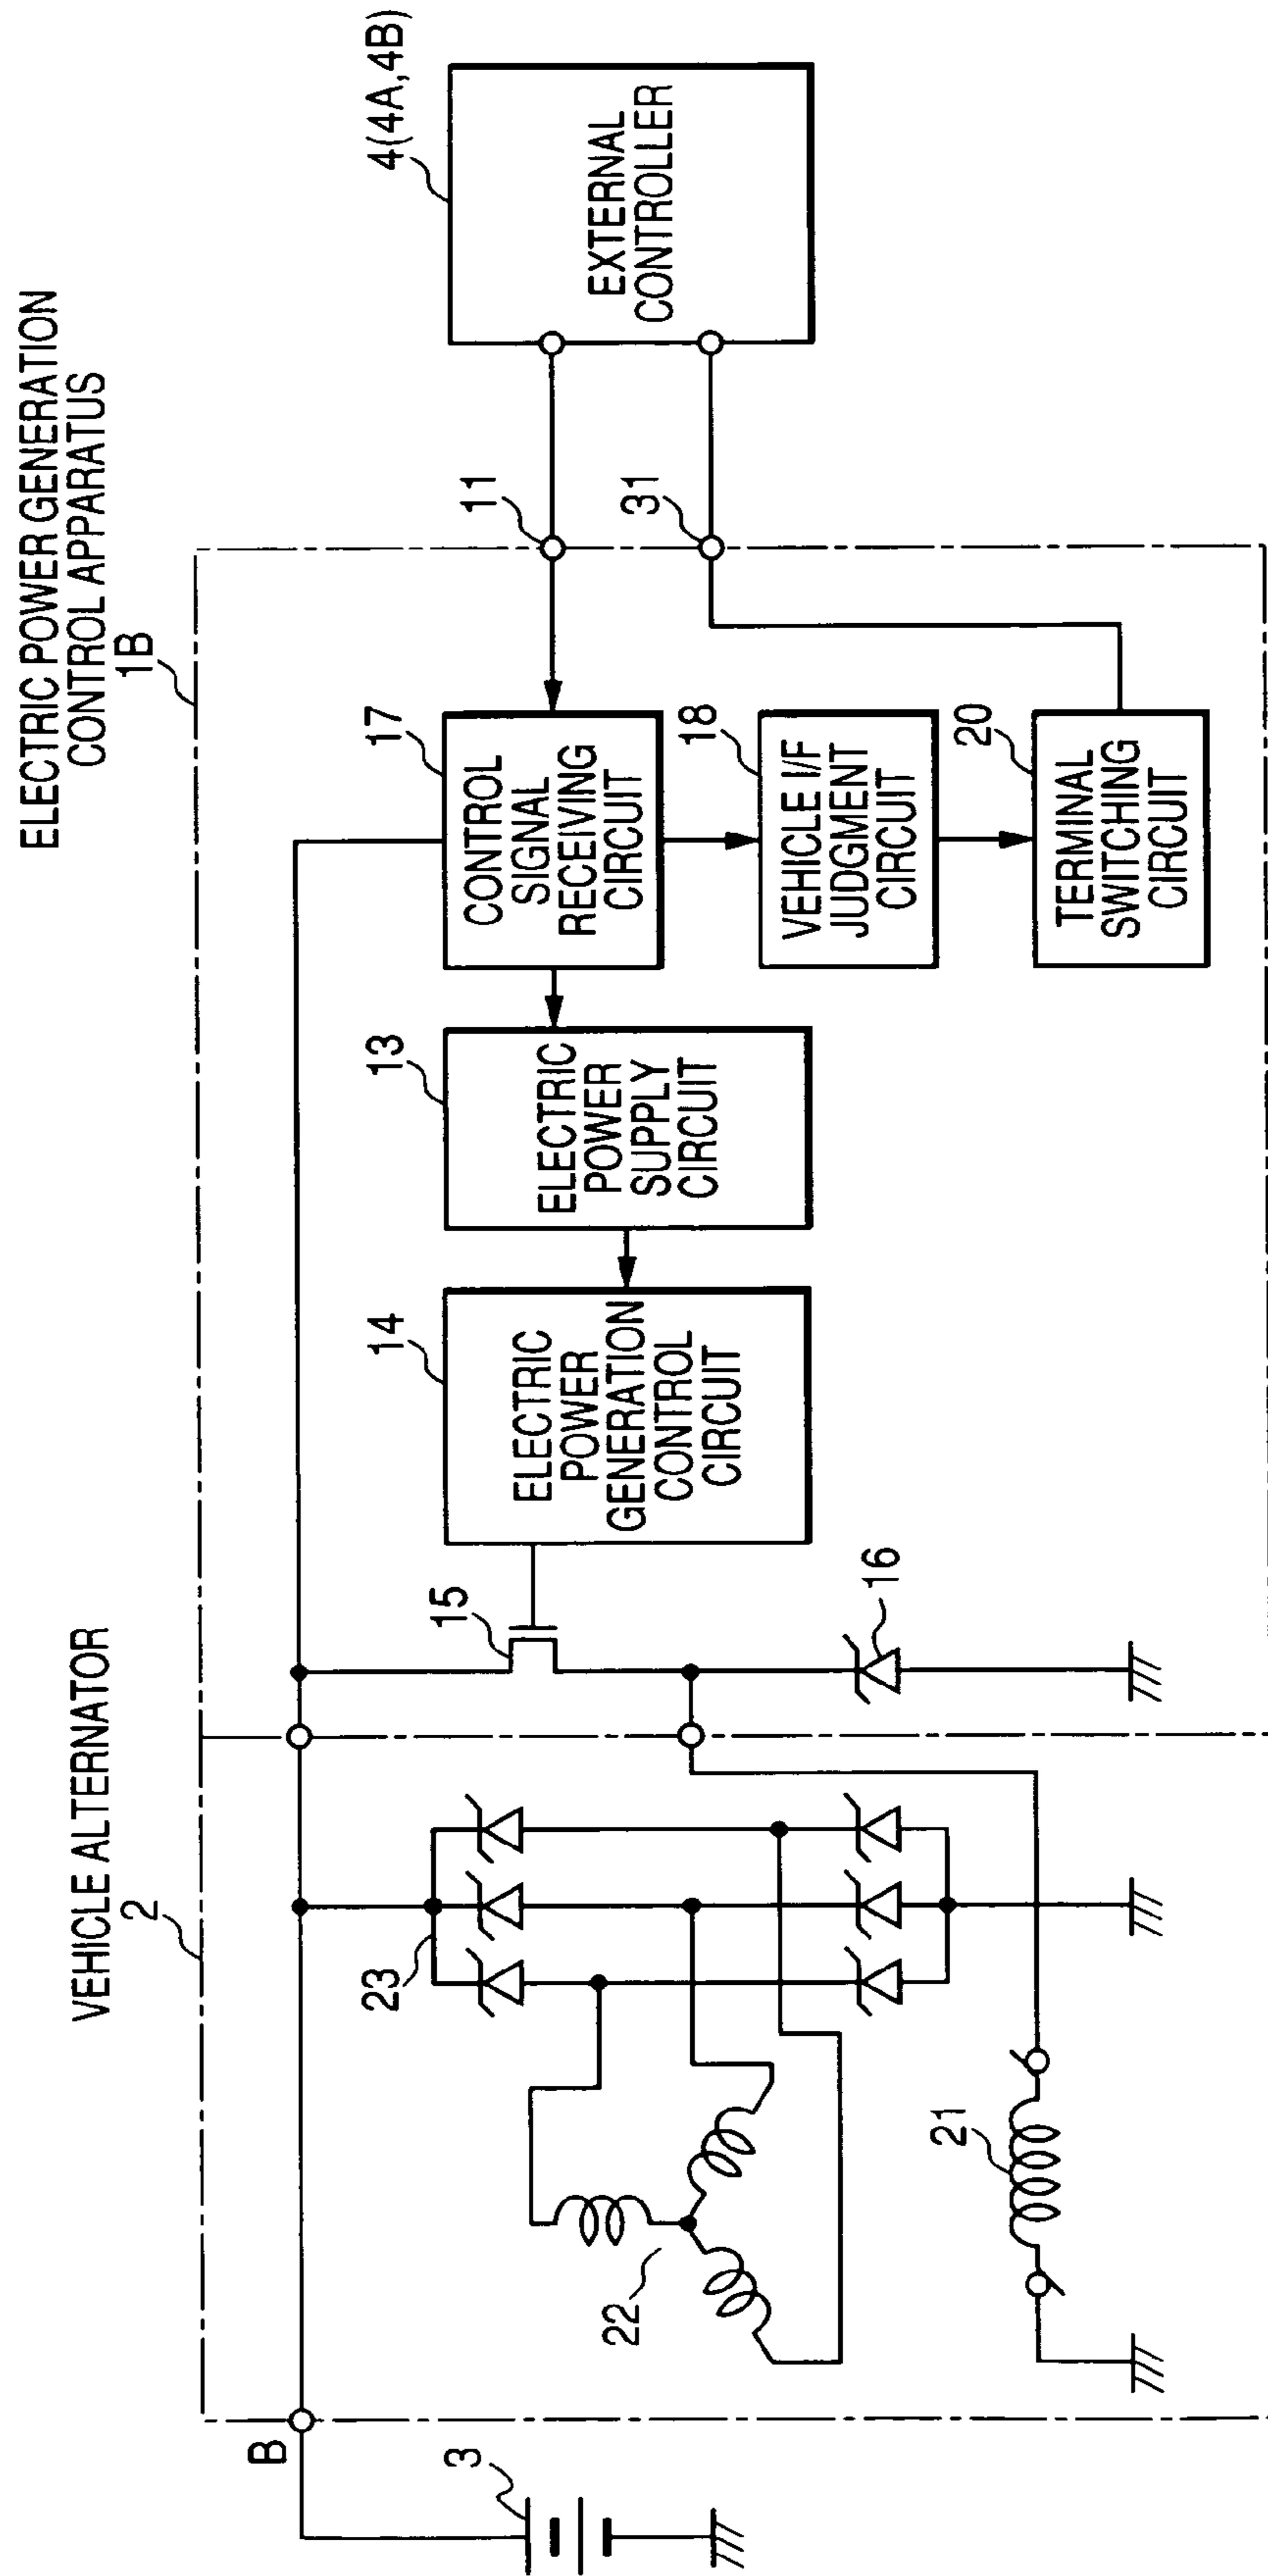 ELECTRIC POWER GENERATION
CONTROL APPARATUS
1B
VEHICLE ALTERNATOR
2
B
3
23
22
21
15
16
14
ELECTRIC
POWER
GENERATION
CONTROL
CIRCUIT
13
ELECTRIC
POWER
SUPPLY
CIRCUIT
17
CONTROL
SIGNAL
RECEIVING
CIRCUIT
18
VEHICLE I/F
JUDGMENT
CIRCUIT
20
TERMINAL
SWITCHING
CIRCUIT
11
31
4(4A,4B)
EXTERNAL
CONTROLLER